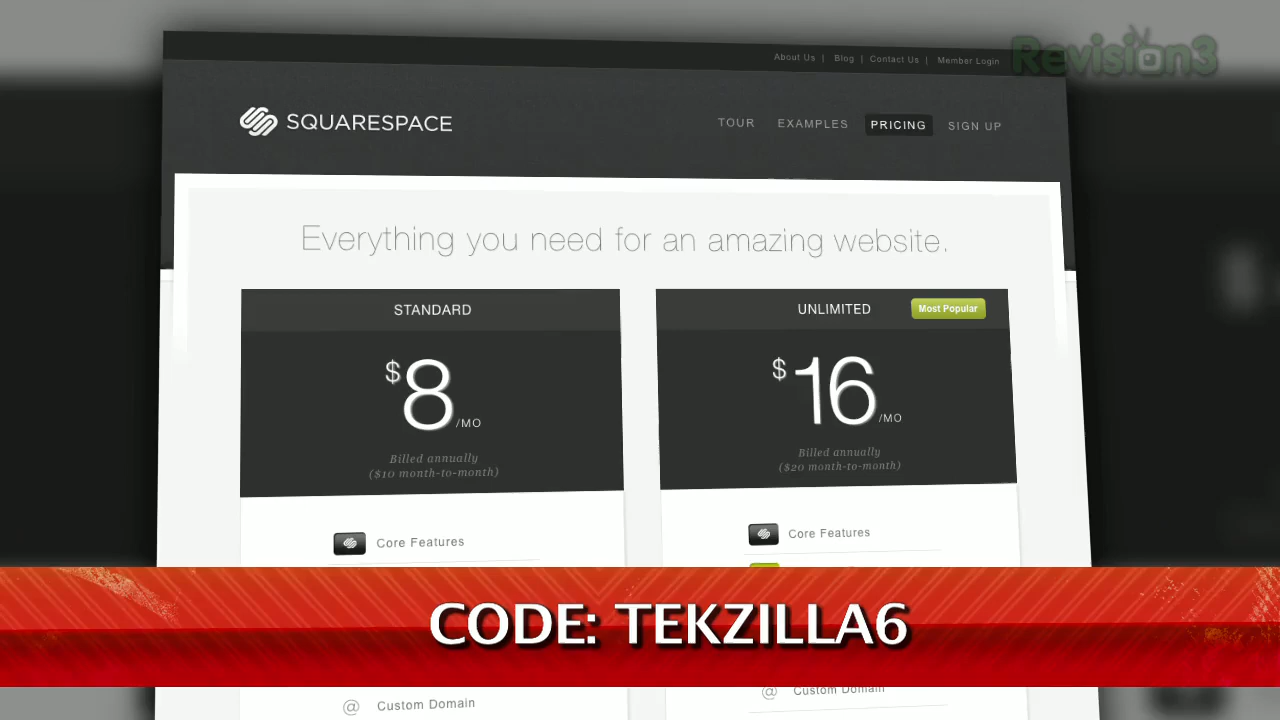 About Us | Blog | Contact Us | Member Login
Revision3
SQUARESPACE
TOUR EXAMPLES PRICING SIGN UP
Everything you need for an amazing website.
STANDARD
$8/MO
Billed annually
($10 month-to-month)
Core Features
UNLIMITED
Most Popular
$16/MO
Billed annually
($20 month-to-month)
Core Features
CODE: TEKZILLA6
@ Custom Domain
@ Custom Domain